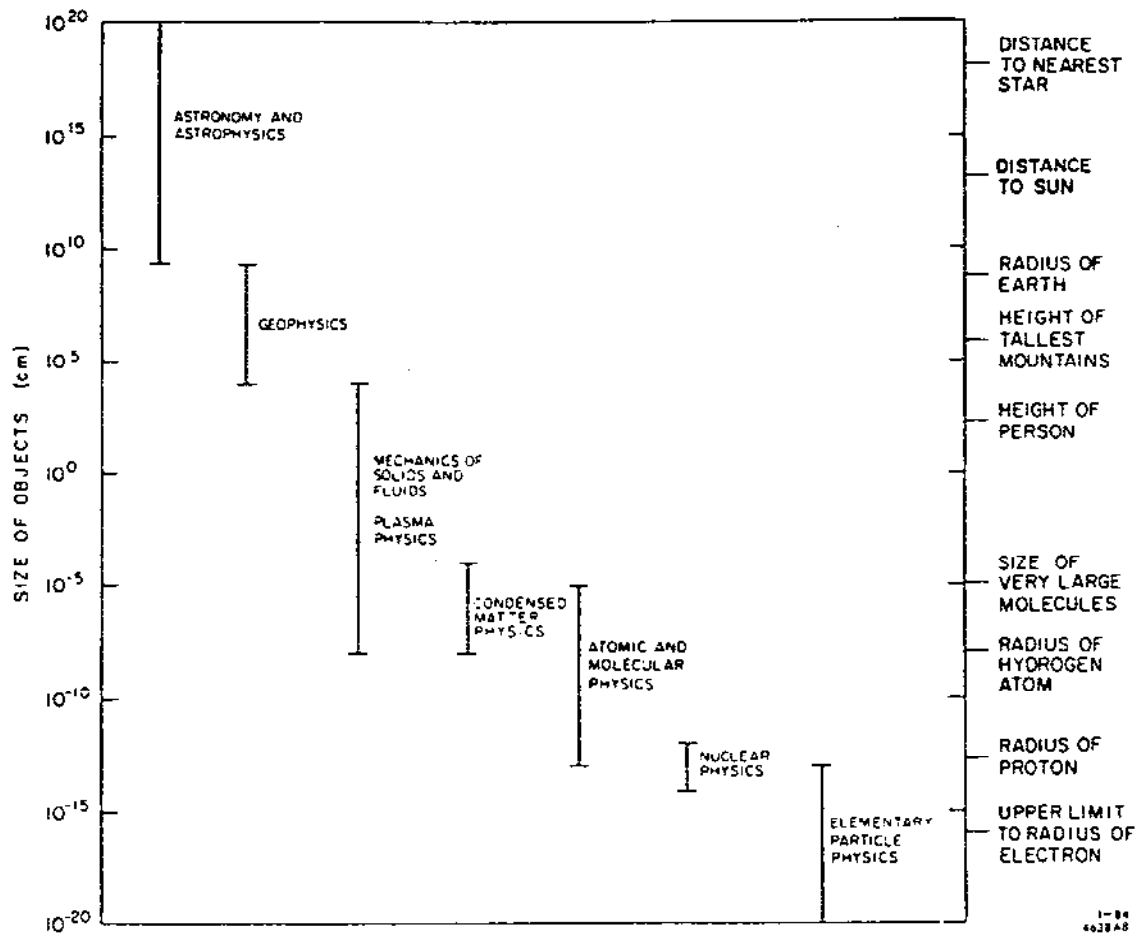 10^20
10^15
10^10
10^5
10^0
10^-5
10^-10
10^-15
10^-20
SIZE OF OBJECTS (cm)
ASTRONOMY AND
ASTROPHYSICS
GEOPHYSICS
MECHANICS OF
SOLIDS AND
FLUIDS
PLASMA
PHYSICS
CONDENSED
MATTER
PHYSICS
ATOMIC AND
MOLECULAR
PHYSICS
NUCLEAR
PHYSICS
ELEMENTARY
PARTICLE
PHYSICS
DISTANCE
TO NEAREST
STAR
DISTANCE
TO SUN
RADIUS OF
EARTH
HEIGHT OF
TALLEST
MOUNTAINS
HEIGHT OF
PERSON
SIZE OF
VERY LARGE
MOLECULES
RADIUS OF
HYDROGEN
ATOM
RADIUS OF
PROTON
UPPER LIMIT
TO RADIUS OF
ELECTRON
1-84